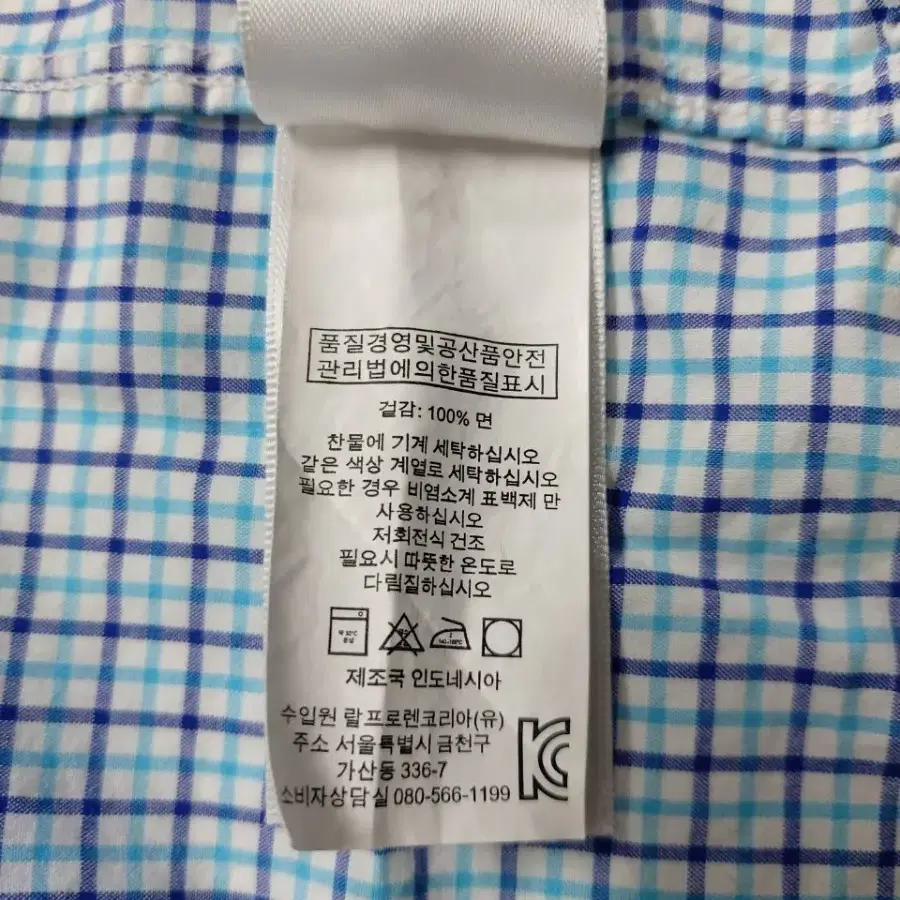 품질경영및공산품안전
관리법에의한품질표시
겉감: 100% 면
찬물에 기계 세탁하십시오
같은 색상 계열로 세탁하십시오
필요한 경우 비염소계 표백제 만
사용하십시오
저회전식 건조
필요시 따뜻한 온도로
다림질하십시오
제조국 인도네시아
수입원 랄프로렌코리아(유)
주소 서울특별시 금천구
가산동 336-7
소비자상담실 080-566-1199